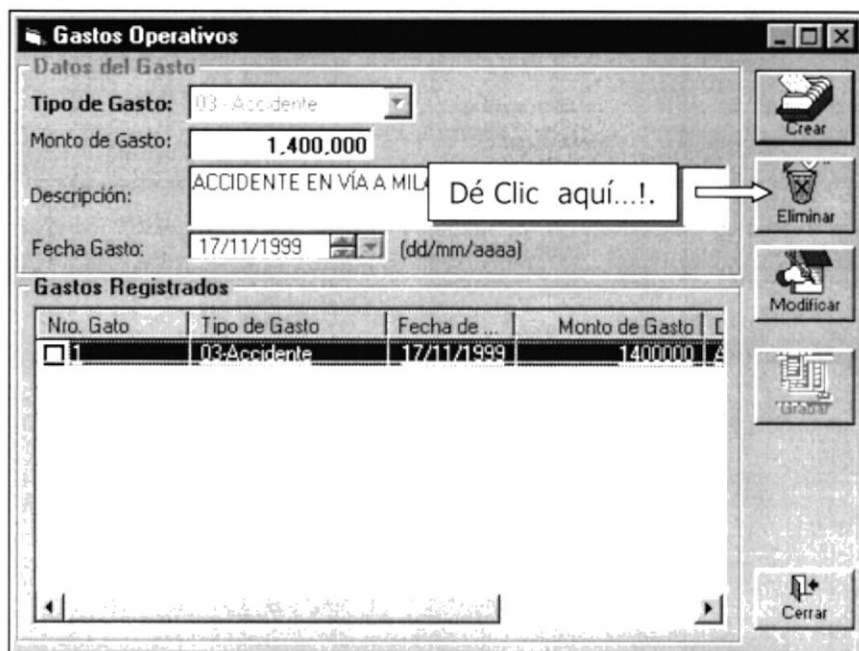 Gastos Operativos
Datos del Gasto
Tipo de Gasto: 03 - Accidente
Monto de Gasto: 1,400,000
Descripción: ACCIDENTE EN VÍA A MILA
Dé Clic aquí...!.
Fecha Gasto: 17/11/1999 (dd/mm/aaaa)
Gastos Registrados
Nro. Gato Tipo de Gasto Fecha de ... Monto de Gasto D
1 03-Accidente 17/11/1999 1400000 A
Crear
Eliminar
Modificar
Grabar
Cerrar